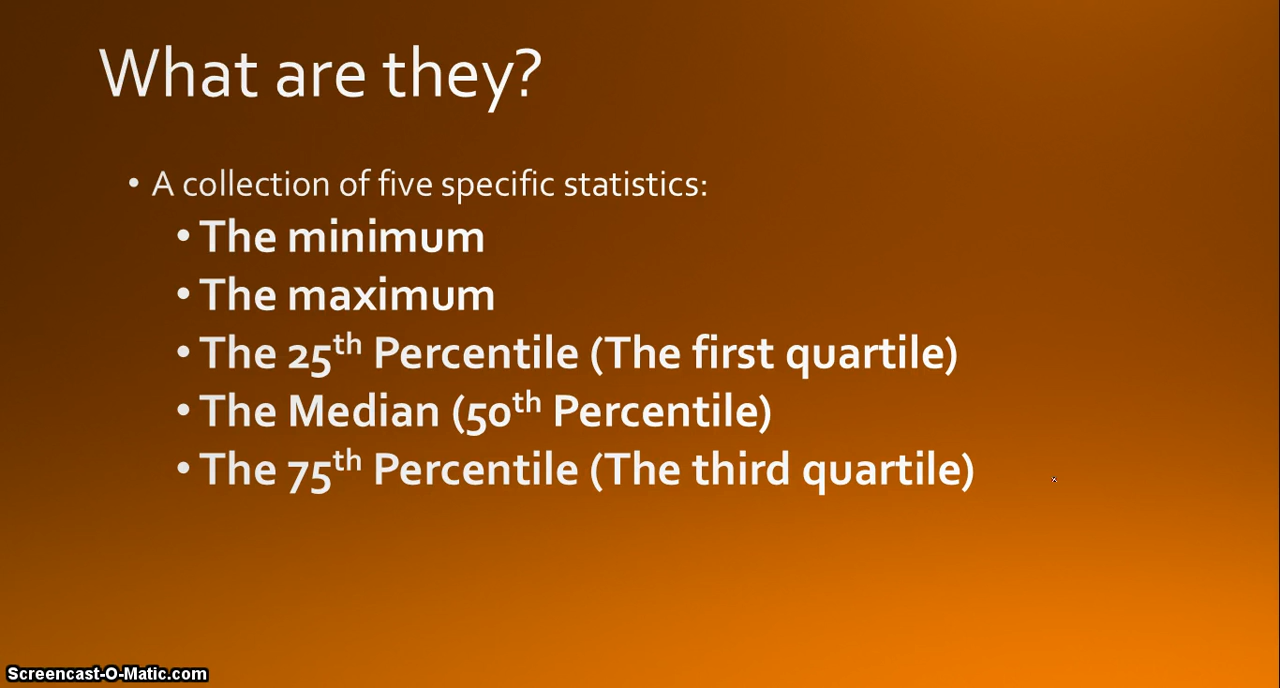 What are they?
• A collection of five specific statistics:
• The minimum
• The maximum
• The 25th Percentile (The first quartile)
• The Median (50th Percentile)
• The 75th Percentile (The third quartile)
Screencast-O-Matic.com